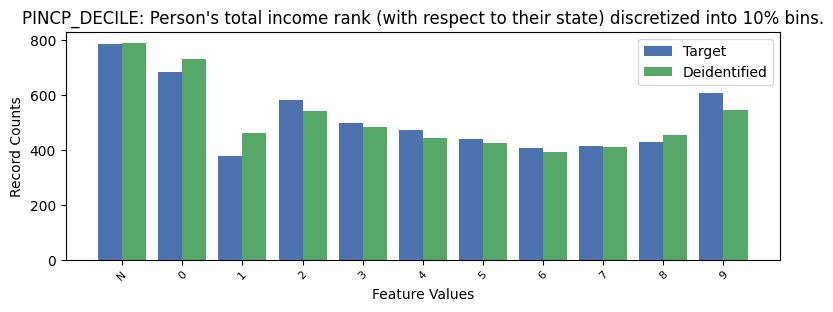 PINCP_DECILE: Person's total income rank (with respect to their state) discretized into 10% bins.
800
600
400
200
0
Record Counts
Target
Deidentified
N 0 1 2 3 4 5 6 7 8 9
Feature Values